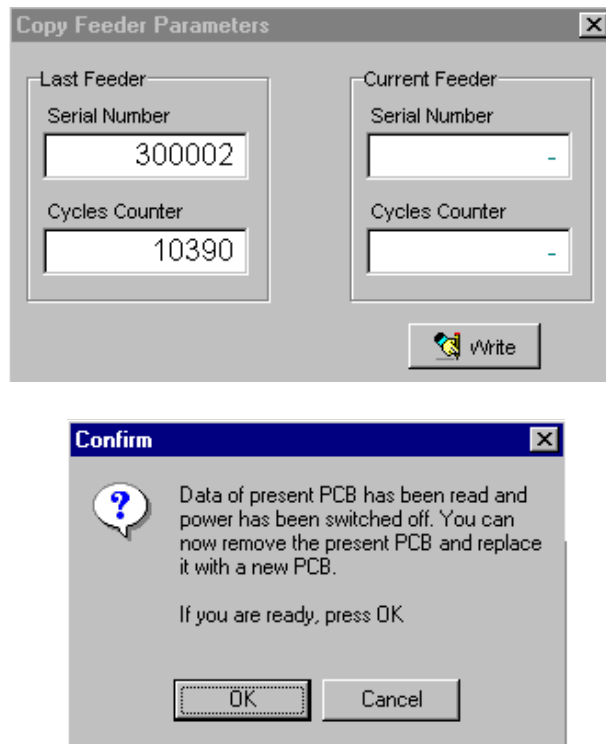 Copy Feeder Parameters
Last Feeder
Serial Number
300002
Cycles Counter
10390
Current Feeder
Serial Number
-
Cycles Counter
-
Write
Confirm
Data of present PCB has been read and
power has been switched off. You can
now remove the present PCB and replace
it with a new PCB.
If you are ready, press OK
OK
Cancel